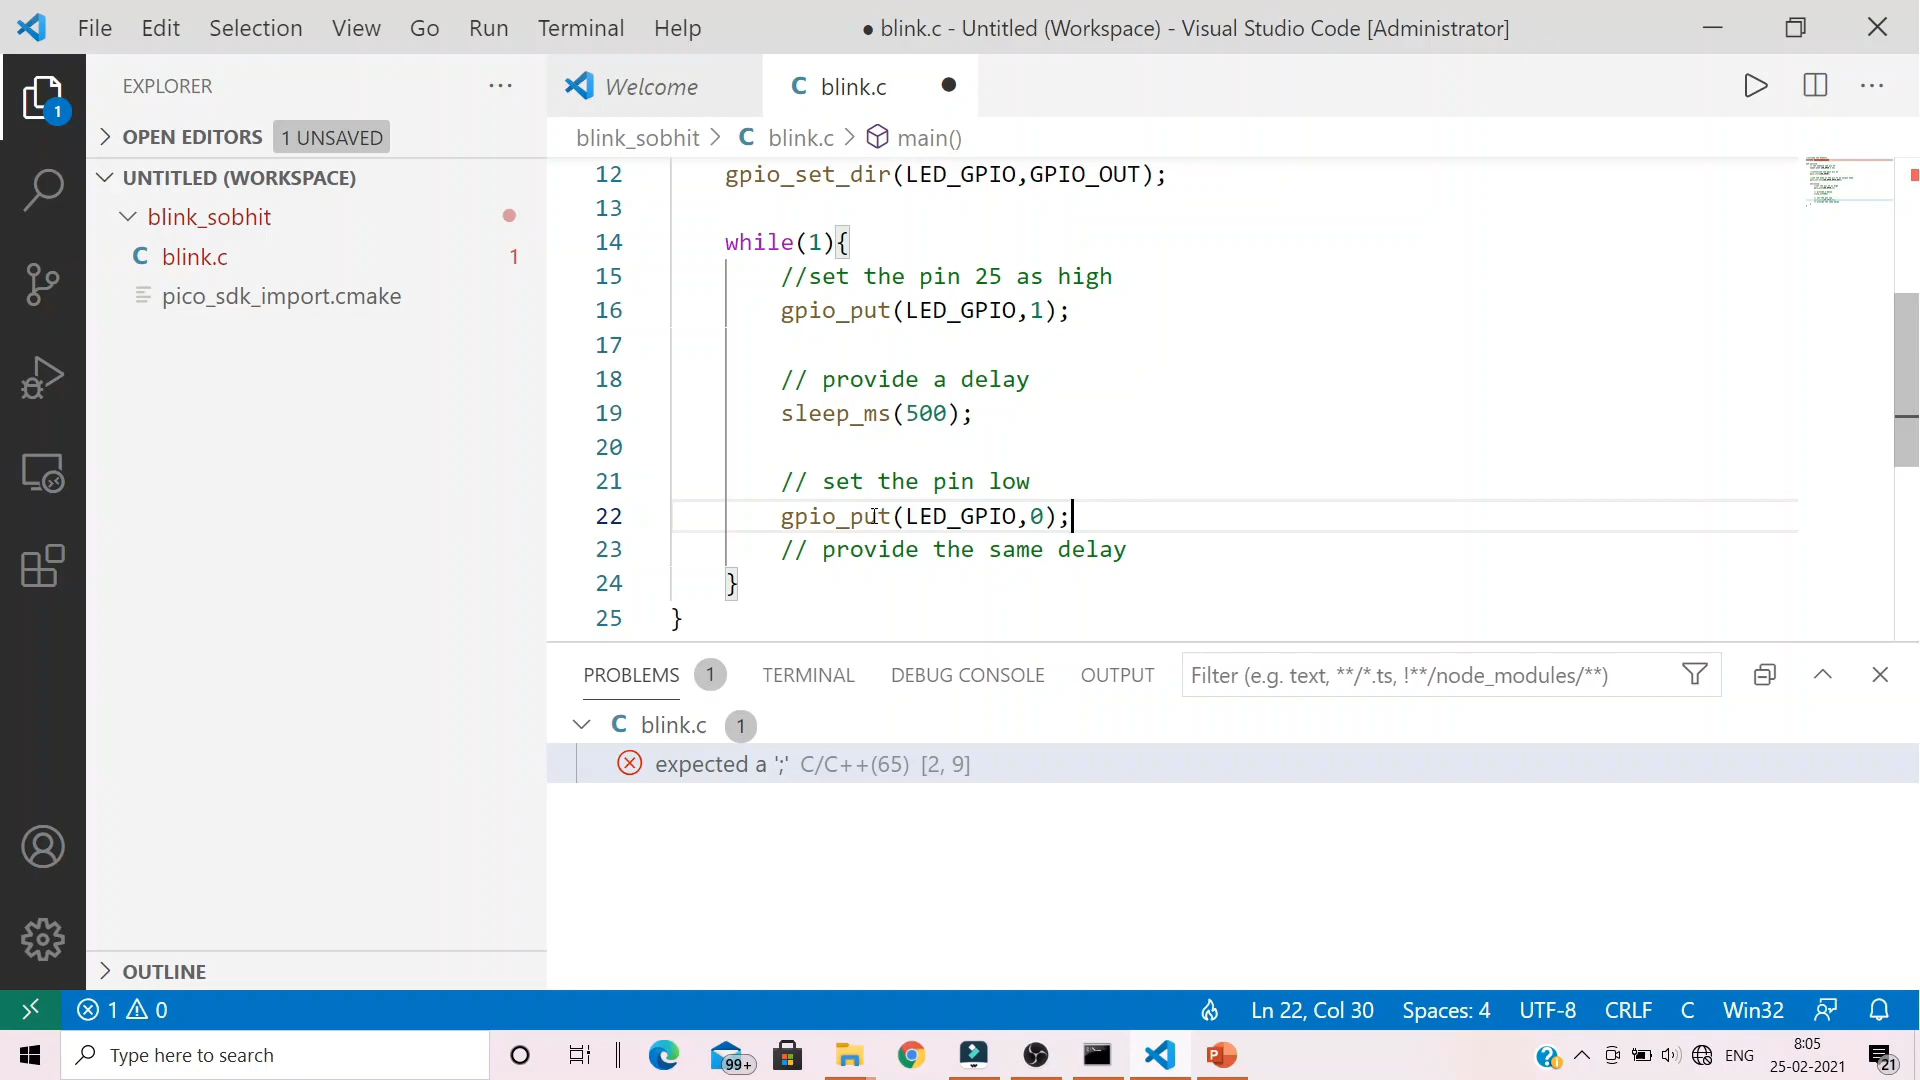 File Edit Selection View Go Run Terminal Help ● blink.c - Untitled (Workspace) - Visual Studio Code [Administrator]
EXPLORER
1
OPEN EDITORS 1 UNSAVED
UNTITLED (WORKSPACE)
blink_sobhit
C blink.c 1
pico_sdk_import.cmake
OUTLINE
Welcome C blink.c
blink_sobhit > C blink.c > main()
12 gpio_set_dir(LED_GPIO,GPIO_OUT);
13
14 while(1){
15 //set the pin 25 as high
16 gpio_put(LED_GPIO,1);
17
18 // provide a delay
19 sleep_ms(500);
20
21 // set the pin low
22 gpio_put(LED_GPIO,0);
23 // provide the same delay
24 }
25 }
PROBLEMS 1 TERMINAL DEBUG CONSOLE OUTPUT Filter (e.g. text, **/*.ts, !**/node_modules/**)
C blink.c 1
expected a ';' C/C++(65) [2, 9]
1 0 Ln 22, Col 30 Spaces: 4 UTF-8 CRLF C Win32
Type here to search 99+ ENG 8:05
25-02-2021 21